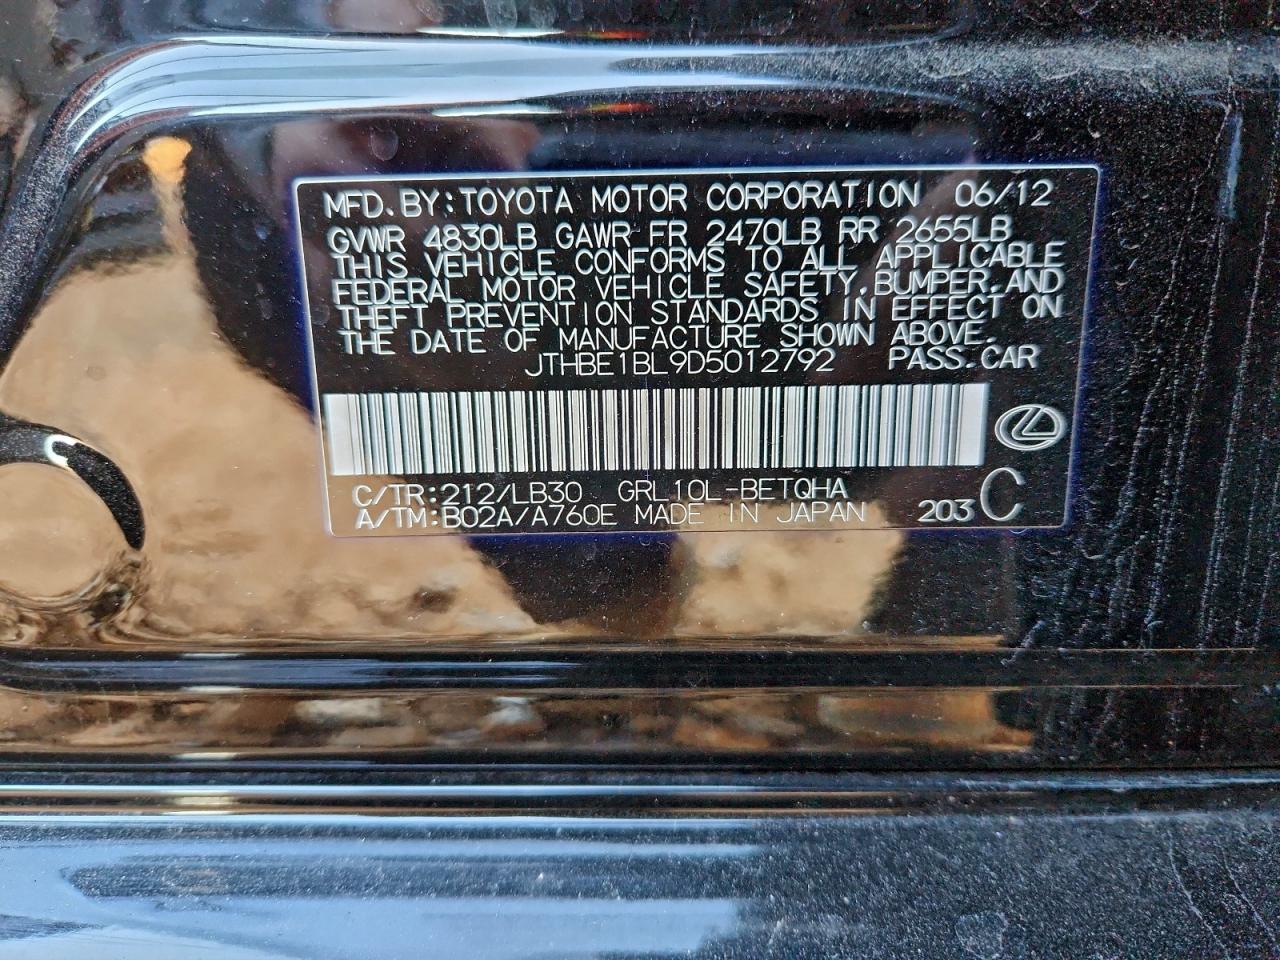 MFD. BY: TOYOTA MOTOR CORPORATION 06/12
GVWR 4830LB GAWR FR 2470LB RR 2655LB
THIS VEHICLE CONFORMS TO ALL APPLICABLE
FEDERAL MOTOR VEHICLE SAFETY, BUMPER, AND
THEFT PREVENTION STANDARDS IN EFFECT ON
THE DATE OF MANUFACTURE SHOWN ABOVE.
JTHBE1BL9D5012792 PASS. CAR
C/TR: 212/LB30 GRL10L-BETQHA
A/TM: B02A/A760E MADE IN JAPAN 203 C